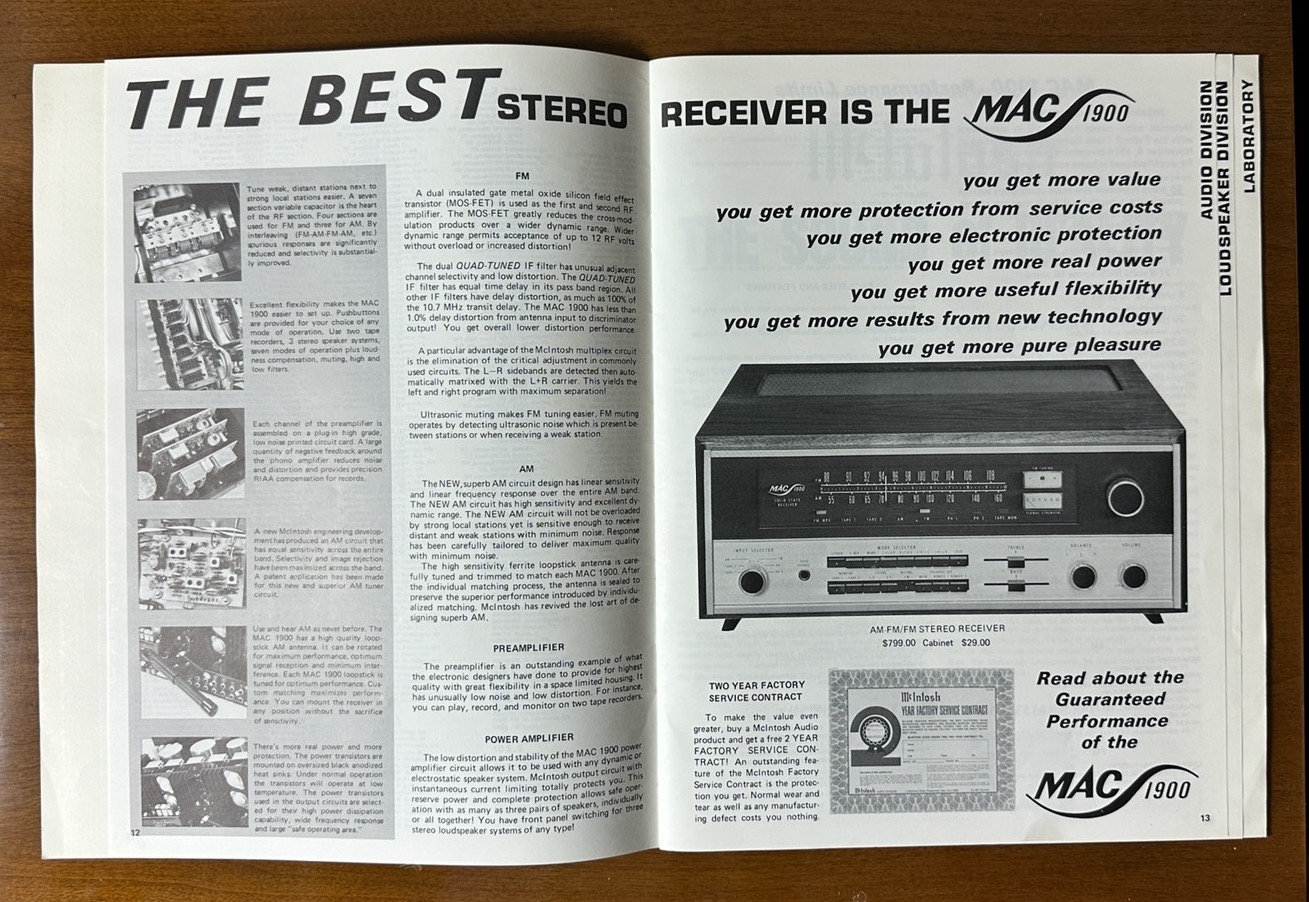 THE BEST STEREO RECEIVER IS THE MAC 1900
Tune weak, distant stations next to
strong local stations easier. A seven
section variable capacitor is the heart
of the RF section. Four sections are
used for FM and three for AM. By
interleaving (FM-AM-FM-AM, etc.)
spurious responses are significantly
reduced and selectivity is substantial-
ly improved.
Excellent flexibility makes the MAC
1900 easier to set up. Pushbuttons
are provided for your choice of any
mode of operation. Use two tape
recorders, 3 stereo speaker systems,
seven modes of operation plus loud-
ness compensation, muting, high and
low filters.
Each channel of the preamplifier is
assembled on a plug-in high grade,
low noise printed circuit card. A large
quantity of negative feedback around
the phono amplifier reduces noise
and distortion and provides precision
RIAA compensation for records.
A new McIntosh engineering develop-
ment has produced an AM circuit that
has equal sensitivity across the entire
band. Selectivity and image rejection
have been maximized across the band.
A patent application has been made
for this new and superior AM tuner
circuit.
Use and hear AM as never before. The
MAC 1900 has a high quality loop-
stick AM antenna. It can be rotated
for maximum performance, optimum
signal reception and minimum inter-
ference. Each MAC 1900 loopstick is
tuned for optimum performance. Cus-
tom matching maximizes perform-
ance. You can mount the receiver in
any position without the sacrifice
of sensitivity.
There's more real power and more
protection. The power transistors are
mounted on oversized black anodized
heat sinks. Under normal operation
the transistors will operate at low
temperature. The power transistors
used in the output circuits are select-
ed for their high power dissipation
capability, wide frequency response
and large "safe operating area."
12
FM
A dual insulated gate metal oxide silicon field effect
transistor (MOS-FET) is used as the first and second RF
amplifier. The MOS-FET greatly reduces the cross-mod-
ulation products over a wider dynamic range. Wider
dynamic range permits acceptance of up to 12 RF volts
without overload or increased distortion!
The dual QUAD-TUNED IF filter has unusual adjacent
channel selectivity and low distortion. The QUAD-TUNED
IF filter has equal time delay in its pass band region. All
other IF filters have delay distortion, as much as 100% of
the 10.7 MHz transit delay. The MAC 1900 has less than
1.0% delay distortion from antenna input to discriminator
output! You get overall lower distortion performance.
A particular advantage of the McIntosh multiplex circuit
is the elimination of the critical adjustment in commonly
used circuits. The L—R sidebands are detected then auto-
matically matrixed with the L+R carrier. This yields the
left and right program with maximum separation!
Ultrasonic muting makes FM tuning easier. FM muting
operates by detecting ultrasonic noise which is present be-
tween stations or when receiving a weak station.
AM
The NEW, superb AM circuit design has linear sensitivity
and linear frequency response over the entire AM band.
The NEW AM circuit has high sensitivity and excellent dy-
namic range. The NEW AM circuit will not be overloaded
by strong local stations yet is sensitive enough to receive
distant and weak stations with minimum noise. Response
has been carefully tailored to deliver maximum quality
with minimum noise.
The high sensitivity ferrite loopstick antenna is care-
fully tuned and trimmed to match each MAC 1900. After
the individual matching process, the antenna is sealed to
preserve the superior performance introduced by individu-
alized matching. McIntosh has revived the lost art of de-
signing superb AM.
PREAMPLIFIER
The preamplifier is an outstanding example of what
the electronic designers have done to provide for highest
quality with great flexibility in a space limited housing. It
has unusually low noise and low distortion. For instance,
you can play, record, and monitor on two tape recorders.
POWER AMPLIFIER
The low distortion and stability of the MAC 1900 power
amplifier circuit allows it to be used with any dynamic or
electrostatic speaker system. McIntosh output circuit with
instantaneous current limiting totally protects you. This
reserve power and complete protection allows safe oper-
ation with as many as three pairs of speakers, individually
or all together! You have front panel switching for three
stereo loudspeaker systems of any type!
you get more value
you get more protection from service costs
you get more electronic protection
you get more real power
you get more useful flexibility
you get more results from new technology
you get more pure pleasure
FM 88 91 92 94 96 98 100 102 104 106 108
MAC 1900
SOLID STATE
RECEIVER
AM 55 60 65 70 80 90 100 120 140 160
FM TUNING
SIGNAL STRENGTH
INPUT SELECTOR
MODE SELECTOR
TREBLE
BASS
BALANCE
VOLUME
AM-FM/FM STEREO RECEIVER
$799.00 Cabinet $29.00
TWO YEAR FACTORY
SERVICE CONTRACT
To make the value even
greater, buy a McIntosh Audio
product and get a free 2 YEAR
FACTORY SERVICE CON-
TRACT! An outstanding fea-
ture of the McIntosh Factory
Service Contract is the protec-
tion you get. Normal wear and
tear as well as any manufactur-
ing defect costs you nothing.
McIntosh
2 YEAR FACTORY SERVICE CONTRACT
McIntosh
Read about the
Guaranteed
Performance
of the
MAC 1900
13
AUDIO DIVISION
LOUDSPEAKER DIVISION
LABORATORY